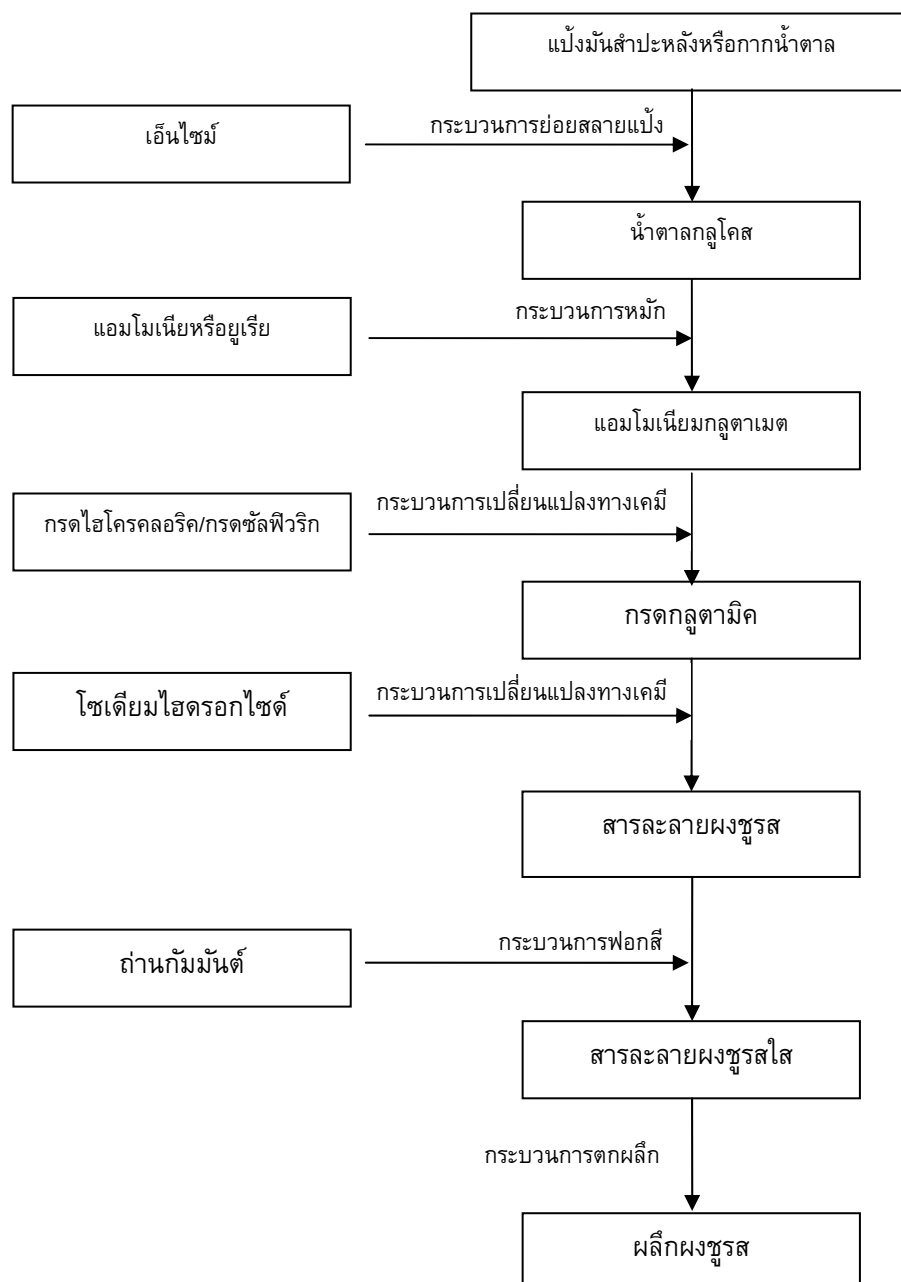 แป้งมันสำปะหลังหรือกากน้ำตาล
เอ็นไซม์
กระบวนการย่อยสลายแป้ง
น้ำตาลกลูโคส
แอมโมเนียหรือยูเรีย
กระบวนการหมัก
แอมโมเนียมกลูตาเมต
กรดไฮโครคลอริค/กรดซัลฟิวริก
กระบวนการเปลี่ยนแปลงทางเคมี
กรดกลูตามิค
โซเดียมไฮดรอกไซด์
กระบวนการเปลี่ยนแปลงทางเคมี
สารละลายผงชูรส
ถ่านกัมมันต์
กระบวนการฟอกสี
สารละลายผงชูรสใส
กระบวนการตกผลึก
ผลึกผงชูรส